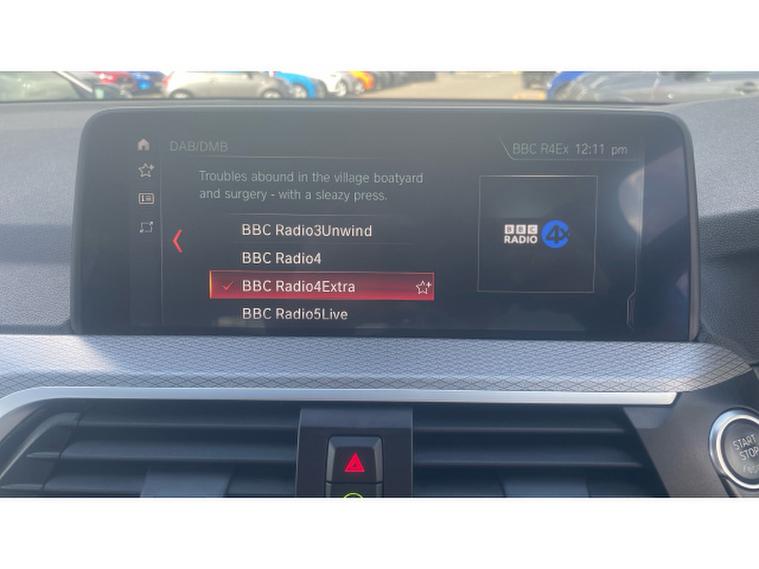 DAB/DMB
BBC R4Ex 12:11 pm
Troubles abound in the village boatyard
and surgery - with a sleazy press.
BBC Radio3Unwind
BBC Radio4
BBC Radio4Extra
BBC Radio5Live
BBC
RADIO 4x
START
STOP